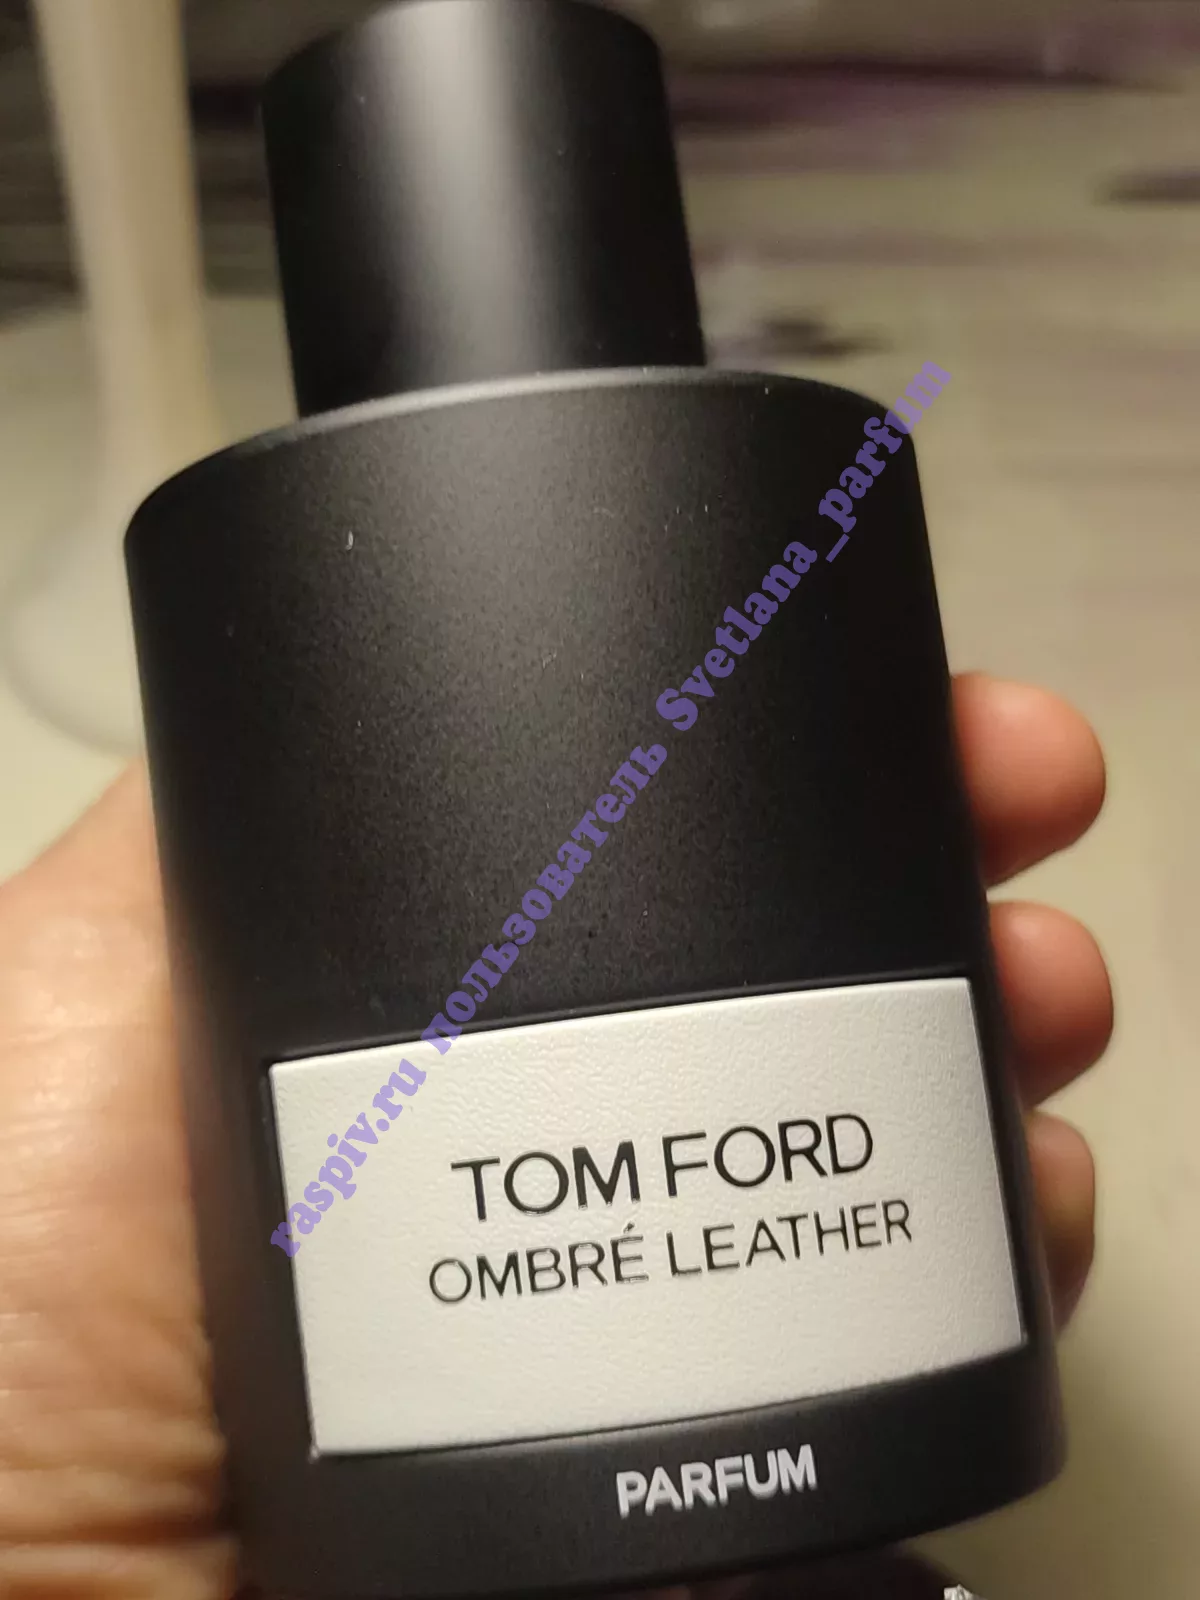 raspiv.ru пользователь Svetlana_parfum
TOM FORD
OMBRÉ LEATHER
PARFUM